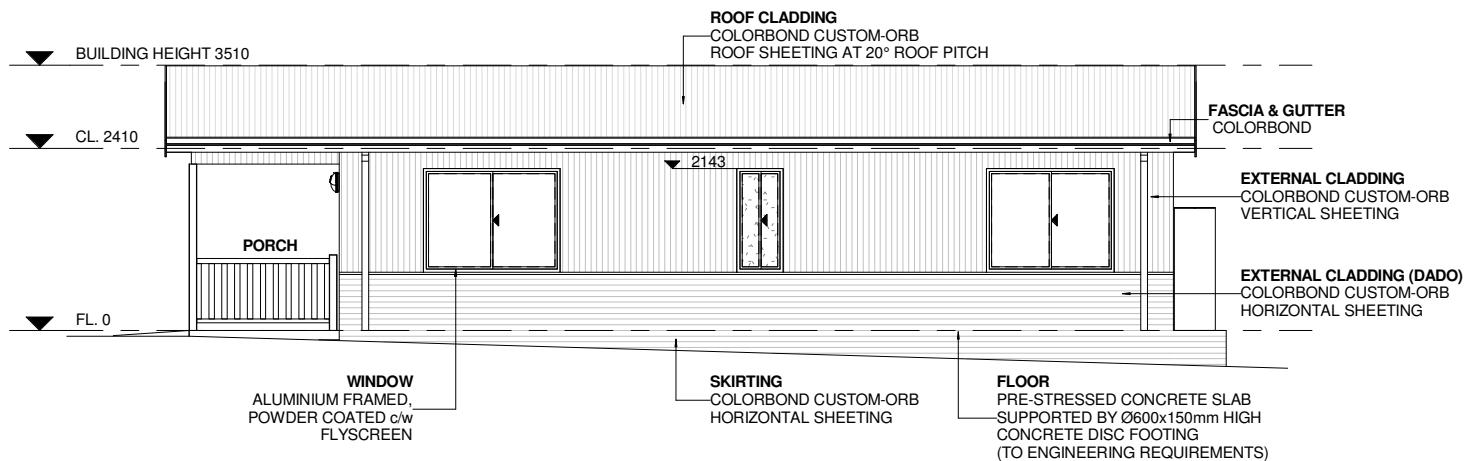 ROOF CLADDING
COLORBOND CUSTOM-ORB
ROOF SHEETING AT 20° ROOF PITCH
BUILDING HEIGHT 3510
FASCIA & GUTTER
COLORBOND
CL. 2410
2143
EXTERNAL CLADDING
COLORBOND CUSTOM-ORB
VERTICAL SHEETING
PORCH
EXTERNAL CLADDING (DADO)
COLORBOND CUSTOM-ORB
HORIZONTAL SHEETING
FL. 0
WINDOW
ALUMINIUM FRAMED,
POWDER COATED c/w
FLYSCREEN
SKIRTING
COLORBOND CUSTOM-ORB
HORIZONTAL SHEETING
FLOOR
PRE-STRESSED CONCRETE SLAB
SUPPORTED BY Ø600x150mm HIGH
CONCRETE DISC FOOTING
(TO ENGINEERING REQUIREMENTS)